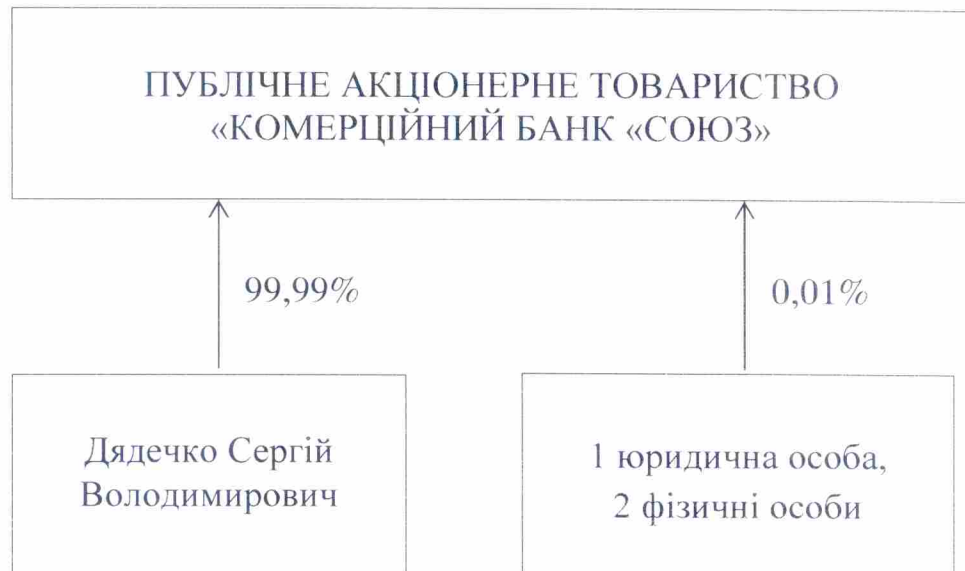 ПУБЛІЧНЕ АКЦІОНЕРНЕ ТОВАРИСТВО
«КОМЕРЦІЙНИЙ БАНК «СОЮЗ»
99,99%
0,01%
Дядечко Сергій
Володимирович
1 юридична особа,
2 фізичні особи